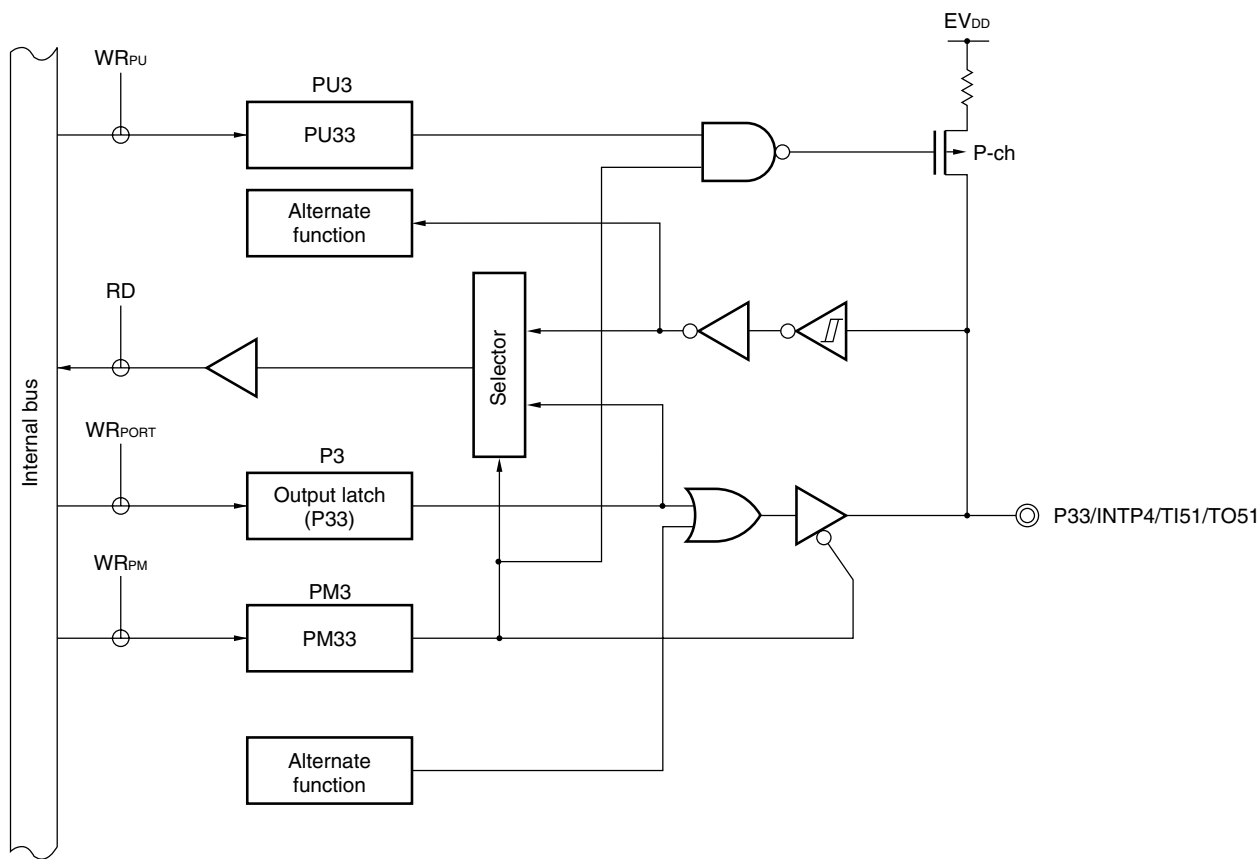 EVDD
WRPU
PU3
PU33
P-ch
Alternate
function
RD
Selector
Internal bus
WRPORT
P3
Output latch
(P33)
P33/INTP4/TI51/TO51
WRPM
PM3
PM33
Alternate
function